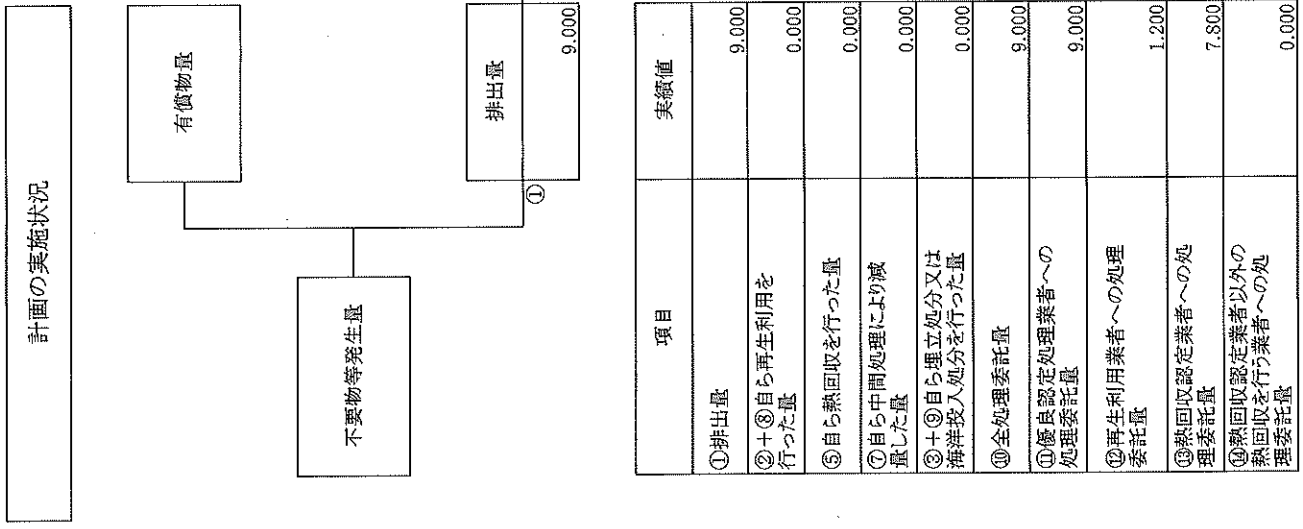 計画の実施状況
有償物量
不要物等発生量
①
排出量
9.000
項目
実績値
①排出量
9.000
②+⑧自ら再生利用を
行った量
0.000
⑤自ら熱回収を行った量
0.000
⑦自ら中間処理により減
量した量
0.000
③+⑨自ら埋立処分又は
海洋投入処分を行った量
0.000
⑩全処理委託量
9.000
⑪優良認定処理業者への
処理委託量
9.000
⑫再生利用業者への処理
委託量
1.200
⑬熱回収認定業者への処
理委託量
7.800
⑭熱回収認定業者以外の
熱回収を行う業者への処
理委託量
0.000